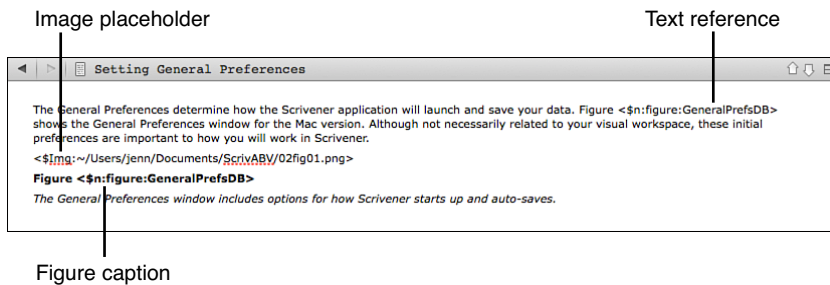 Image placeholder
Text reference
Setting General Preferences
The General Preferences determine how the Scrivener application will launch and save your data. Figure <$n:figure:GeneralPrefsDB>
shows the General Preferences window for the Mac version. Although not necessarily related to your visual workspace, these initial
preferences are important to how you will work in Scrivener.
<$Img:~/Users/jenn/Documents/ScrivABV/02fig01.png>
Figure <$n:figure:GeneralPrefsDB>
The General Preferences window includes options for how Scrivener starts up and auto-saves.
Figure caption